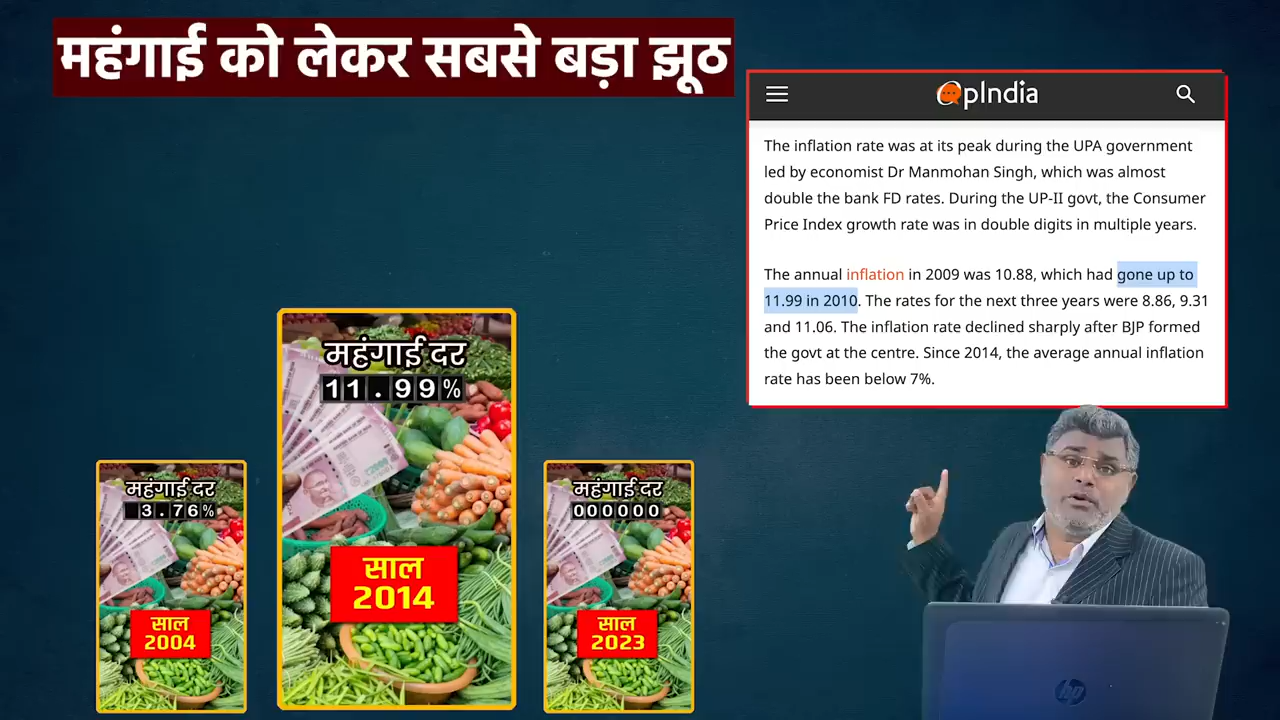 महंगाई को लेकर सबसे बड़ा झूठ
OpIndia
The inflation rate was at its peak during the UPA government
led by economist Dr Manmohan Singh, which was almost
double the bank FD rates. During the UP-II govt, the Consumer
Price Index growth rate was in double digits in multiple years.
The annual inflation in 2009 was 10.88, which had gone up to
11.99 in 2010. The rates for the next three years were 8.86, 9.31
and 11.06. The inflation rate declined sharply after BJP formed
the govt at the centre. Since 2014, the average annual inflation
rate has been below 7%.
महंगाई दर
3.76%
साल
2004
महंगाई दर
11.99%
साल
2014
महंगाई दर
000000
साल
2023
hp